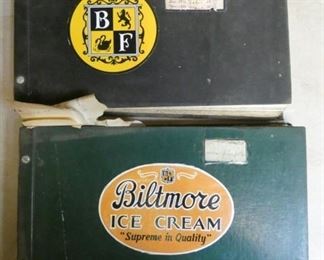 B F
Biltmore
ICE CREAM
"Supreme in Quality"